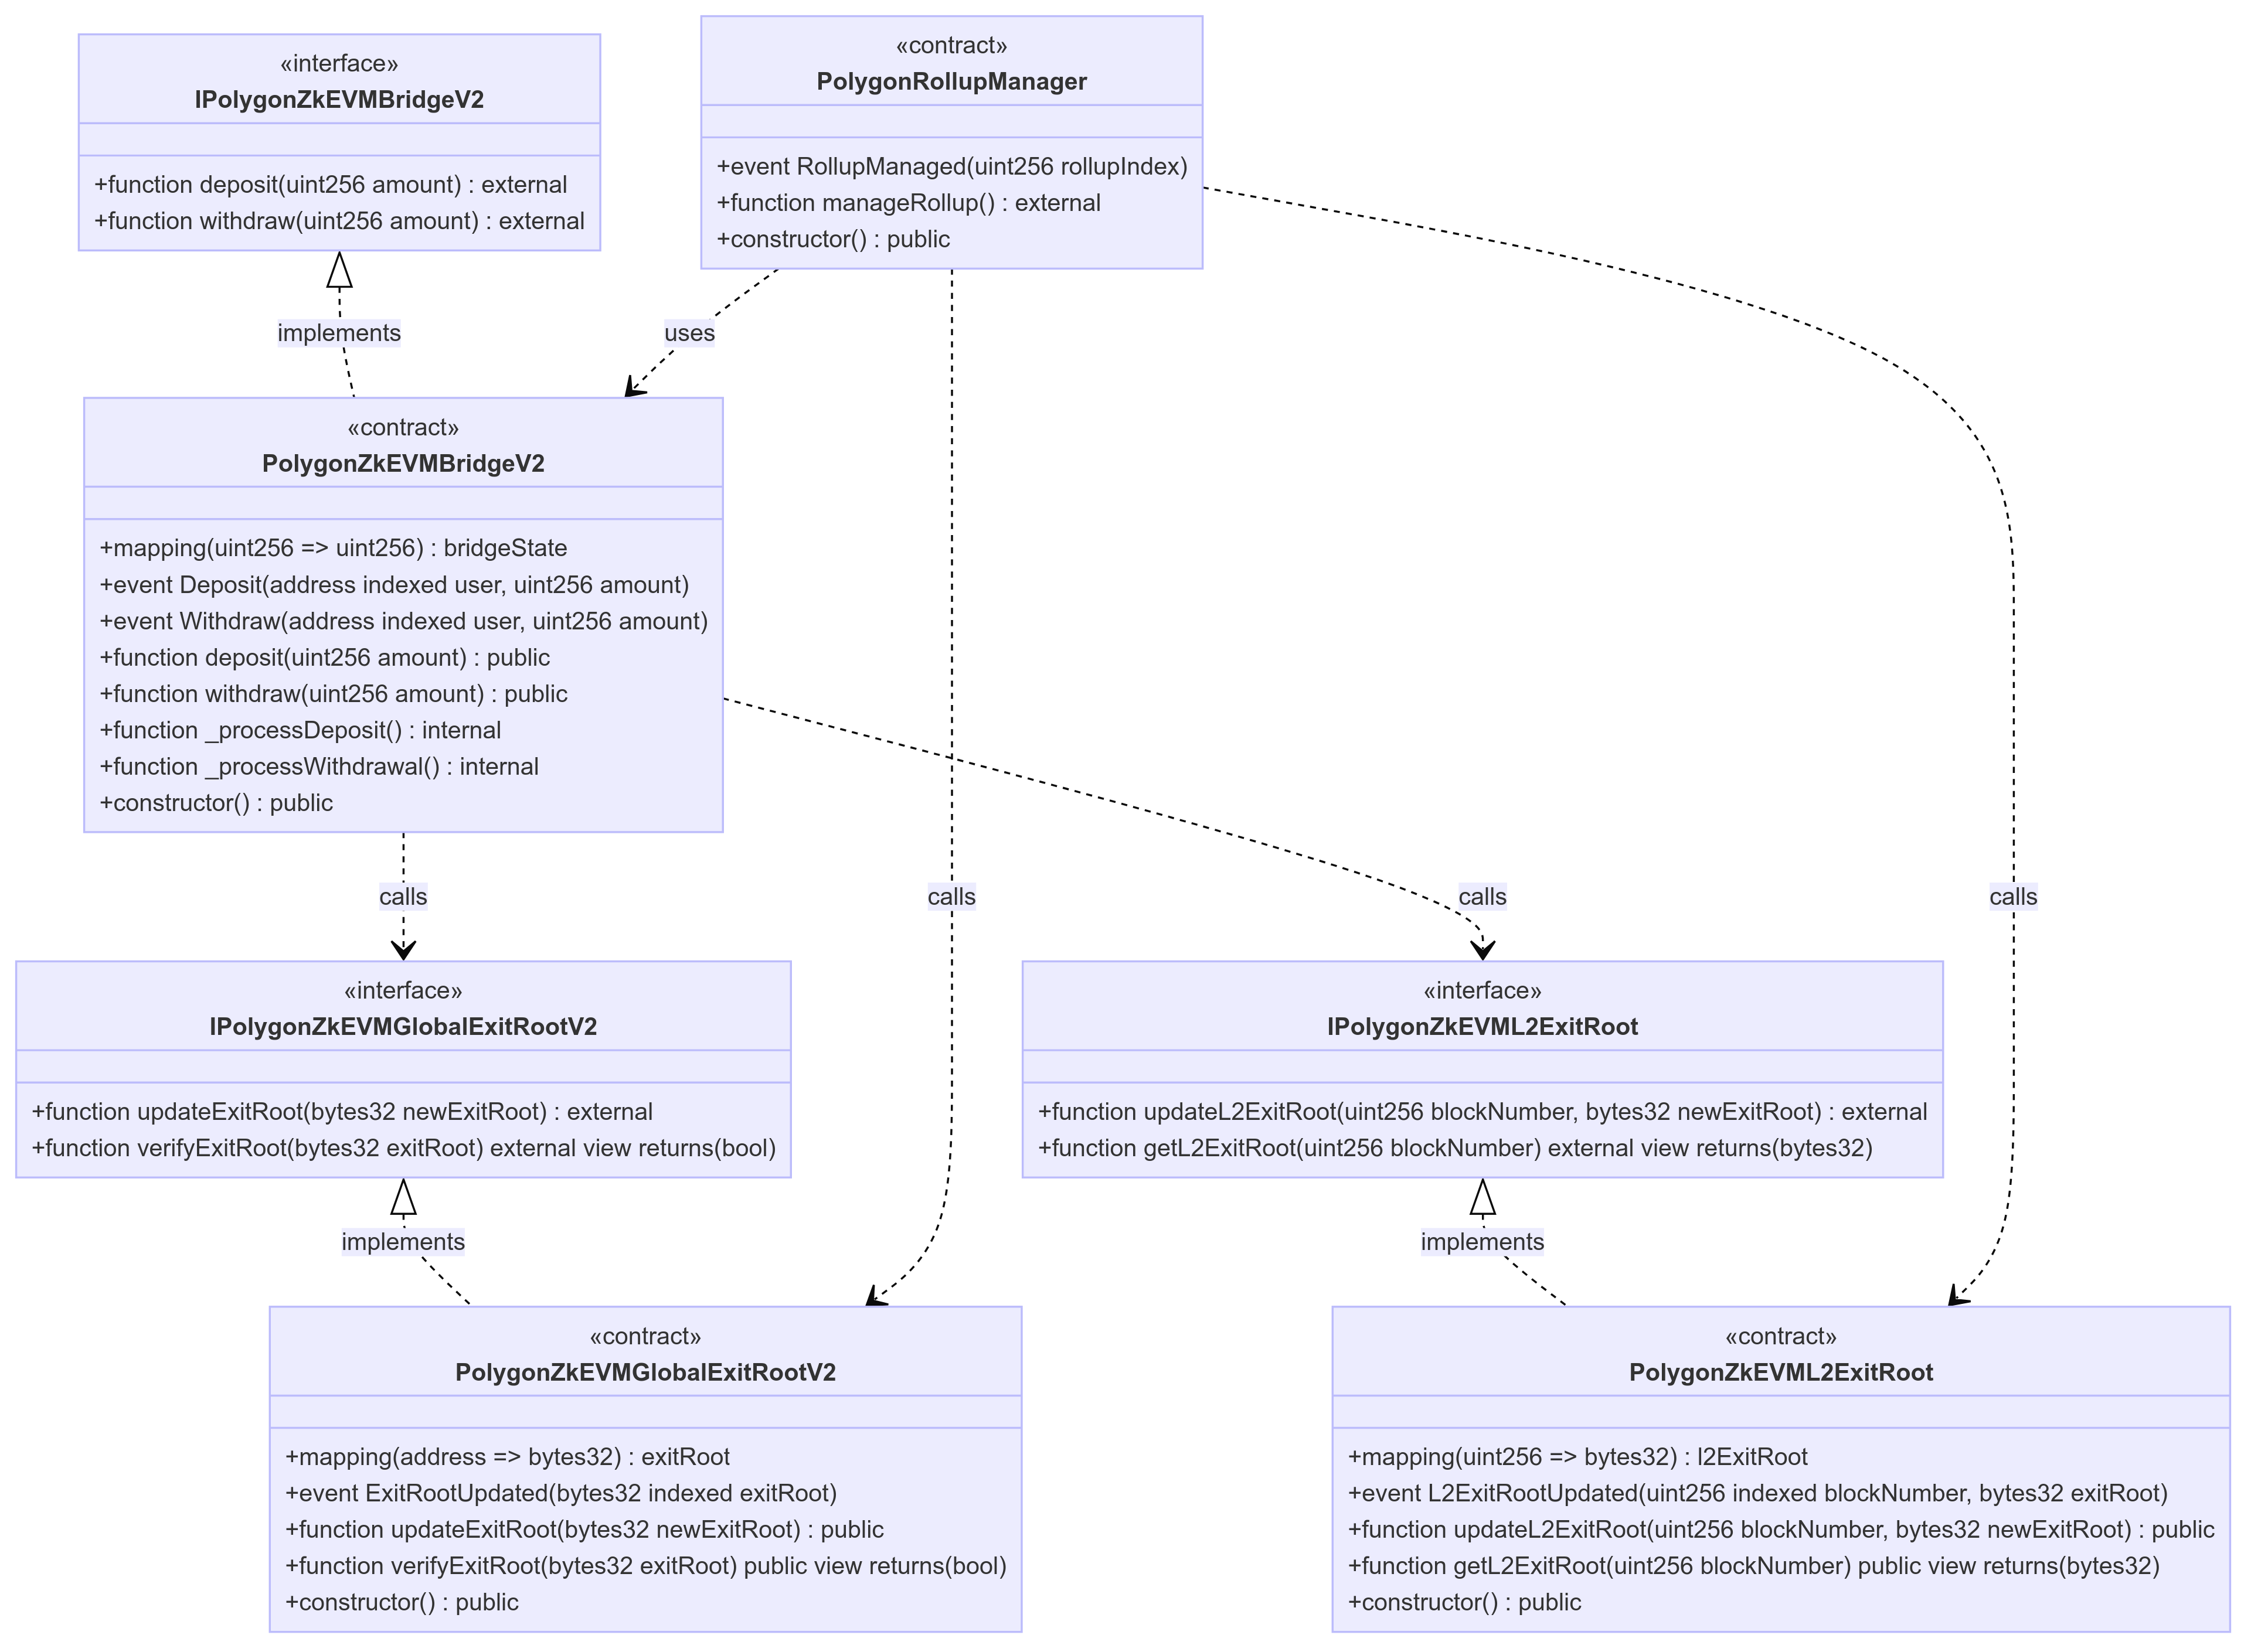 «interface»
IPolygonZkEVMBridgeV2
+function deposit(uint256 amount) : external
+function withdraw(uint256 amount) : external
«contract»
PolygonRollupManager
+event RollupManaged(uint256 rollupIndex)
+function manageRollup() : external
+constructor() : public
implements
uses
«contract»
PolygonZkEVMBridgeV2
+mapping(uint256 => uint256) : bridgeState
+event Deposit(address indexed user, uint256 amount)
+event Withdraw(address indexed user, uint256 amount)
+function deposit(uint256 amount) : public
+function withdraw(uint256 amount) : public
+function _processDeposit() : internal
+function _processWithdrawal() : internal
+constructor() : public
calls
calls
calls
calls
«interface»
IPolygonZkEVMGlobalExitRootV2
+function updateExitRoot(bytes32 newExitRoot) : external
+function verifyExitRoot(bytes32 exitRoot) external view returns(bool)
«interface»
IPolygonZkEVML2ExitRoot
+function updateL2ExitRoot(uint256 blockNumber, bytes32 newExitRoot) : external
+function getL2ExitRoot(uint256 blockNumber) external view returns(bytes32)
implements
implements
«contract»
PolygonZkEVMGlobalExitRootV2
+mapping(address => bytes32) : exitRoot
+event ExitRootUpdated(bytes32 indexed exitRoot)
+function updateExitRoot(bytes32 newExitRoot) : public
+function verifyExitRoot(bytes32 exitRoot) public view returns(bool)
+constructor() : public
«contract»
PolygonZkEVML2ExitRoot
+mapping(uint256 => bytes32) : l2ExitRoot
+event L2ExitRootUpdated(uint256 indexed blockNumber, bytes32 exitRoot)
+function updateL2ExitRoot(uint256 blockNumber, bytes32 newExitRoot) : public
+function getL2ExitRoot(uint256 blockNumber) public view returns(bytes32)
+constructor() : public